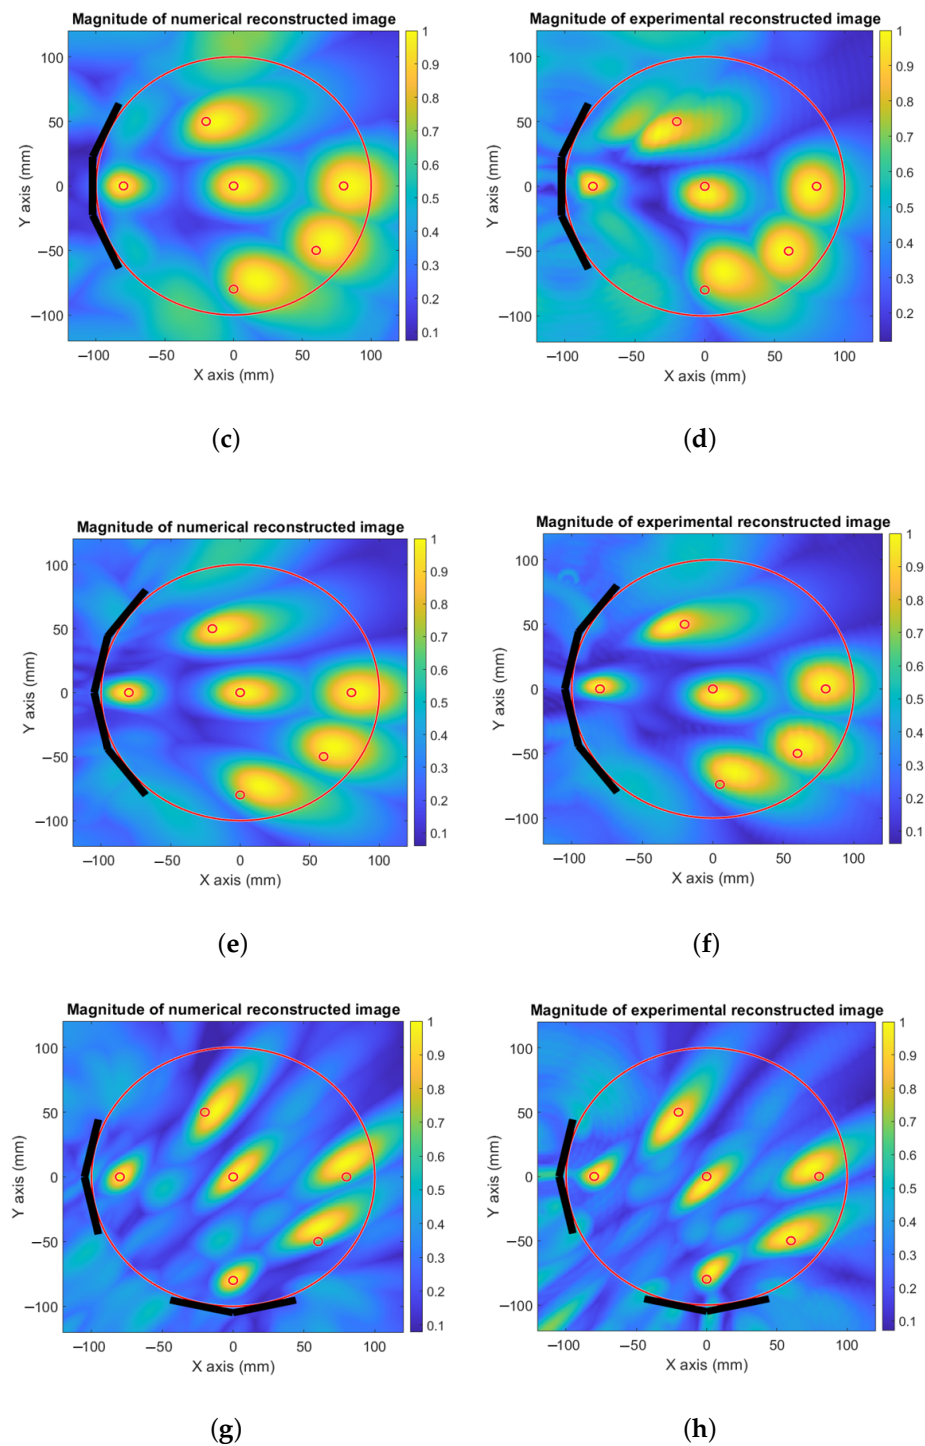 Magnitude of numerical reconstructed image
Magnitude of experimental reconstructed image
100
50
0
−50
−100
Y axis (mm)
−100 −50 0 50 100
X axis (mm)
1
0.9
0.8
0.7
0.6
0.5
0.4
0.3
0.2
0.1
100
50
0
−50
−100
Y axis (mm)
−100 −50 0 50 100
X axis (mm)
1
0.9
0.8
0.7
0.6
0.5
0.4
0.3
0.2
(c)
(d)
Magnitude of numerical reconstructed image
Magnitude of experimental reconstructed image
100
50
0
−50
−100
Y axis (mm)
−100 −50 0 50 100
X axis (mm)
1
0.9
0.8
0.7
0.6
0.5
0.4
0.3
0.2
0.1
100
50
0
−50
−100
Y axis (mm)
−100 −50 0 50 100
X axis (mm)
1
0.9
0.8
0.7
0.6
0.5
0.4
0.3
0.2
0.1
(e)
(f)
Magnitude of numerical reconstructed image
Magnitude of experimental reconstructed image
100
50
0
−50
−100
Y axis (mm)
−100 −50 0 50 100
X axis (mm)
1
0.9
0.8
0.7
0.6
0.5
0.4
0.3
0.2
0.1
100
50
0
−50
−100
Y axis (mm)
−100 −50 0 50 100
X axis (mm)
1
0.9
0.8
0.7
0.6
0.5
0.4
0.3
0.2
0.1
(g)
(h)